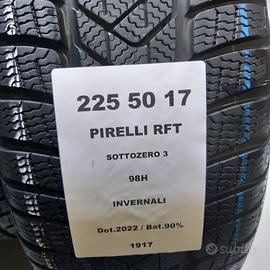 225 50 17
PIRELLI RFT
SOTTOZERO 3
98H
INVERNALI
Dot.2022 / Bat.90%
1917
subito